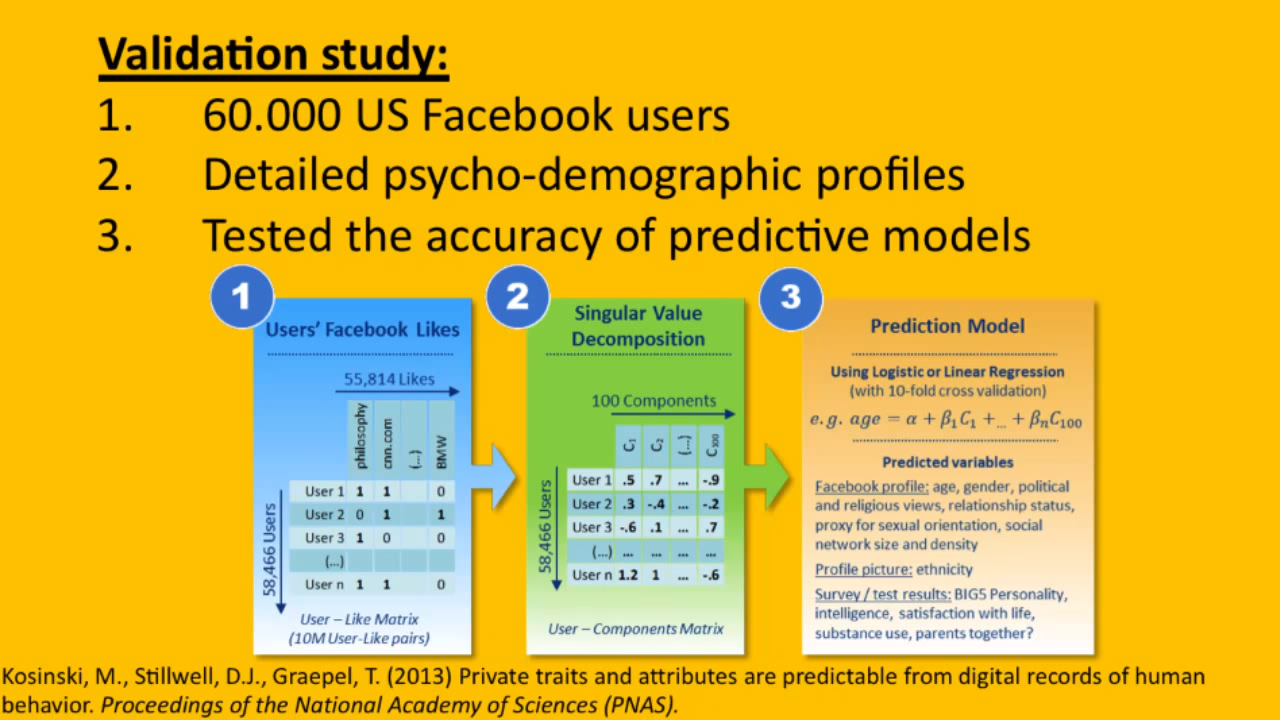 Validation study:
1. 60.000 US Facebook users
2. Detailed psycho-demographic profiles
3. Tested the accuracy of predictive models
1
Users' Facebook Likes
55,814 Likes
philosophy cnn.com (...) BMW
58,466 Users
User 1 1 1 0
User 2 0 1 1
User 3 1 0 0
(...)
User n 1 1 0
User – Like Matrix
(10M User-Like pairs)
2
Singular Value
Decomposition
100 Components
C₁ C₂ (...) C₁₀₀
58,466 Users
User 1 .5 .7 ... -.9
User 2 .3 -.4 ... -.2
User 3 -.6 .1 ... .7
(...) ... ... ... ...
User n 1.2 1 ... -.6
User – Components Matrix
3
Prediction Model
Using Logistic or Linear Regression
(with 10-fold cross validation)
e.g. age = α + β₁C₁ +... + βₙC₁₀₀
Predicted variables
Facebook profile: age, gender, political
and religious views, relationship status,
proxy for sexual orientation, social
network size and density
Profile picture: ethnicity
Survey / test results: BIG5 Personality,
intelligence, satisfaction with life,
substance use, parents together?
Kosinski, M., Stillwell, D.J., Graepel, T. (2013) Private traits and attributes are predictable from digital records of human
behavior. Proceedings of the National Academy of Sciences (PNAS).